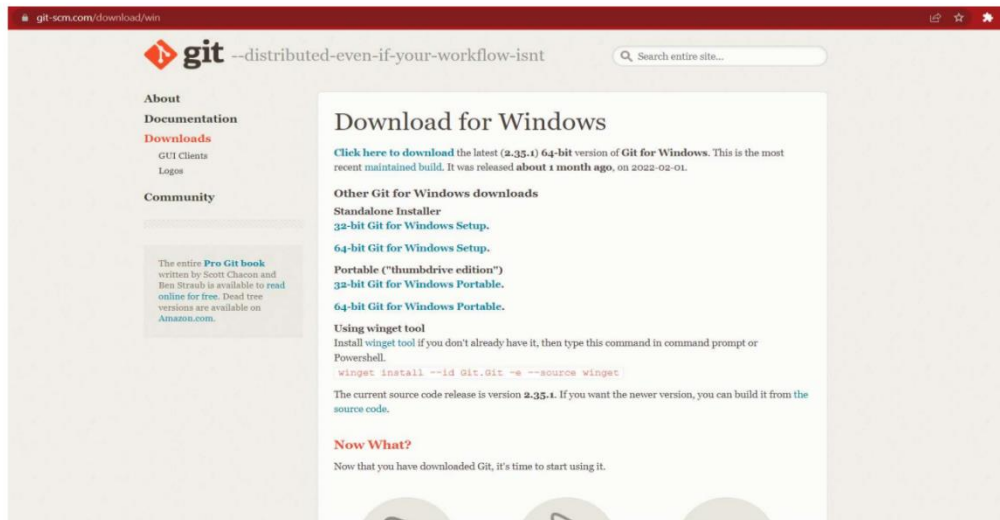 git-scm.com/download/win
git --distributed-even-if-your-workflow-isnt
Search entire site...
About
Documentation
Downloads
GUI Clients
Logos
Community
The entire Pro Git book
written by Scott Chacon and
Ben Straub is available to read
online for free. Dead tree
versions are available on
Amazon.com.
Download for Windows
Click here to download the latest (2.35.1) 64-bit version of Git for Windows. This is the most
recent maintained build. It was released about 1 month ago, on 2022-02-01.
Other Git for Windows downloads
Standalone Installer
32-bit Git for Windows Setup.
64-bit Git for Windows Setup.
Portable ("thumbdrive edition")
32-bit Git for Windows Portable.
64-bit Git for Windows Portable.
Using winget tool
Install winget tool if you don't already have it, then type this command in command prompt or
Powershell.
winget install --id Git.Git -e --source winget
The current source code release is version 2.35.1. If you want the newer version, you can build it from the
source code.
Now What?
Now that you have downloaded Git, it's time to start using it.